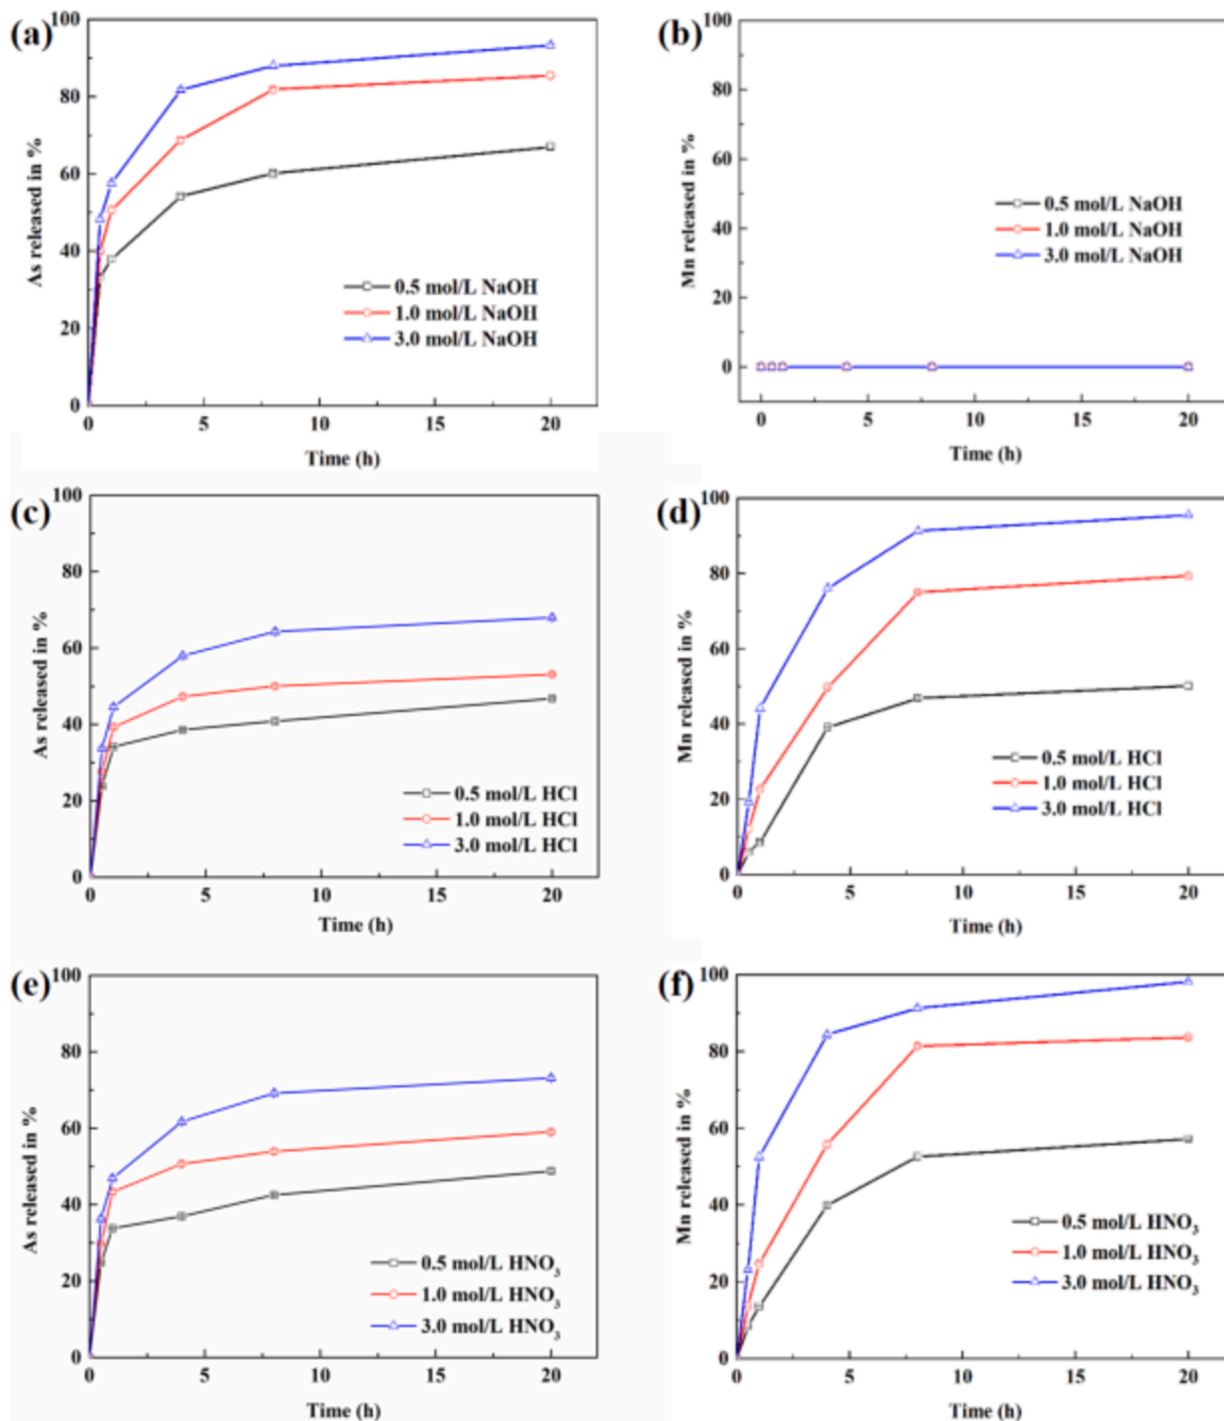 (a)
100
80
60
40
20
0
As released in %
0.5 mol/L NaOH
1.0 mol/L NaOH
3.0 mol/L NaOH
0 5 10 15 20
Time (h)
(b)
100
80
60
40
20
0
Mn released in %
0.5 mol/L NaOH
1.0 mol/L NaOH
3.0 mol/L NaOH
0 5 10 15 20
Time (h)
(c)
100
80
60
40
20
0
As released in %
0.5 mol/L HCl
1.0 mol/L HCl
3.0 mol/L HCl
0 5 10 15 20
Time (h)
(d)
100
80
60
40
20
0
Mn released in %
0.5 mol/L HCl
1.0 mol/L HCl
3.0 mol/L HCl
0 5 10 15 20
Time (h)
(e)
100
80
60
40
20
0
As released in %
0.5 mol/L HNO₃
1.0 mol/L HNO₃
3.0 mol/L HNO₃
0 5 10 15 20
Time (h)
(f)
100
80
60
40
20
0
Mn released in %
0.5 mol/L HNO₃
1.0 mol/L HNO₃
3.0 mol/L HNO₃
0 5 10 15 20
Time (h)